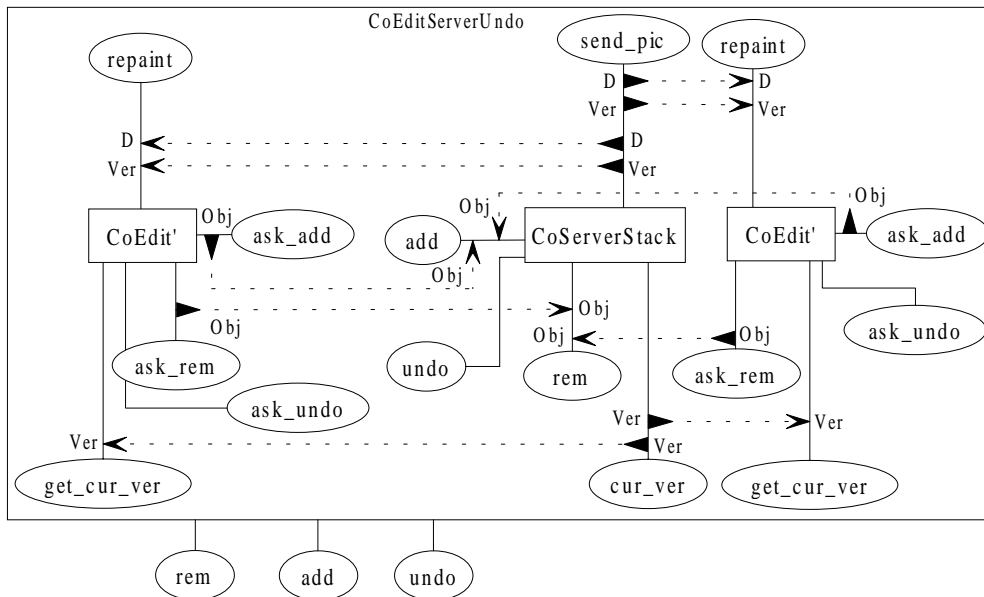 CoEditServerUndo
repaint
send_pic
repaint
D
D
Ver
Ver
D
D
Ver
Ver
Obj
Obj
Obj
CoEdit'
ask_add
add
CoServerStack
CoEdit'
ask_add
Obj
Obj
Obj
Obj
Obj
ask_undo
ask_rem
undo
rem
ask_rem
ask_undo
Ver
Ver
Ver
Ver
get_cur_ver
cur_ver
get_cur_ver
rem
add
undo